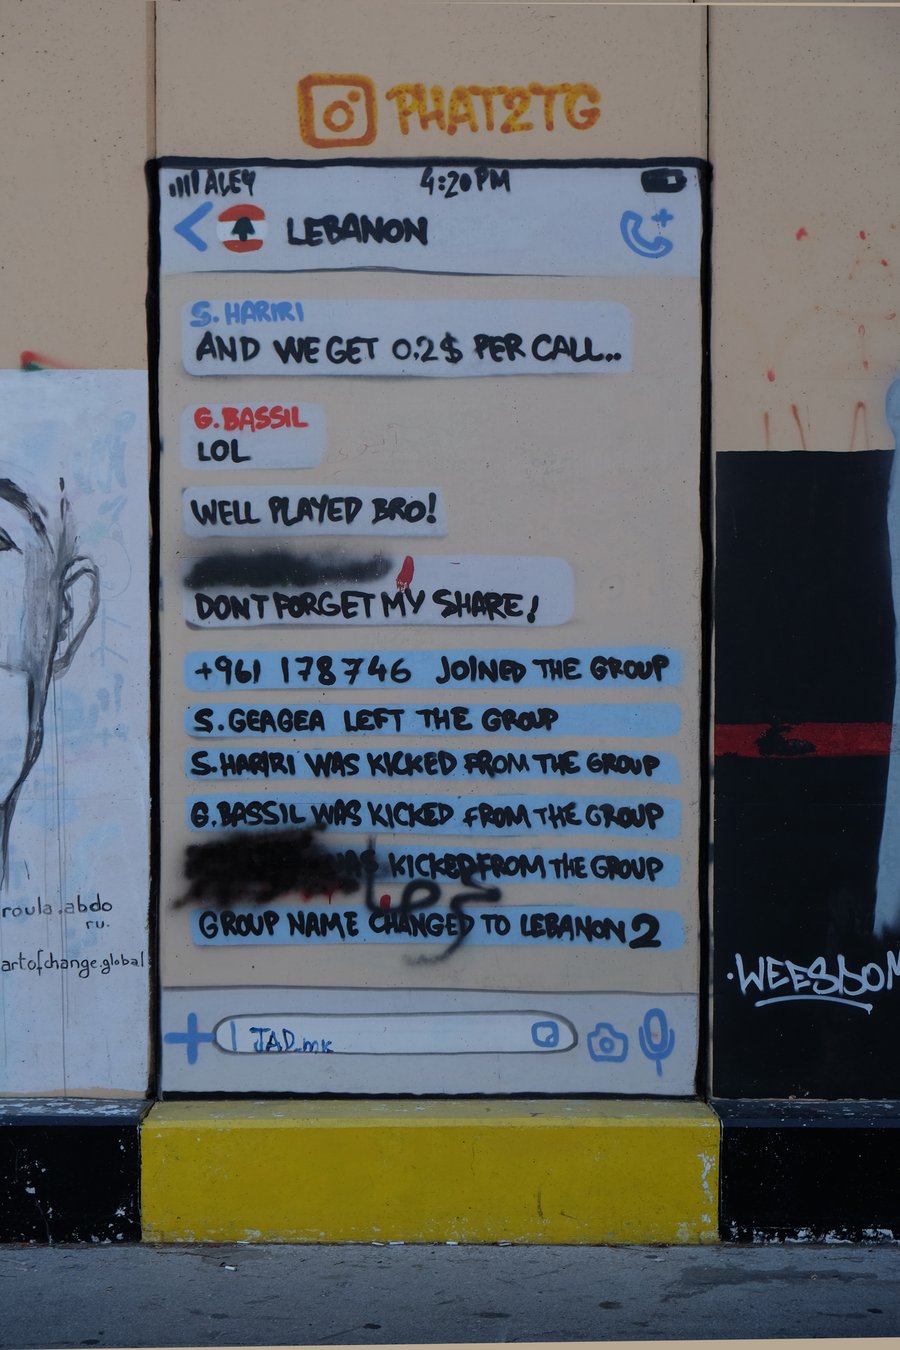 PHAT2TG
ALEY 4:20 PM
LEBANON
S. HARIRI
AND WE GET 0.2$ PER CALL...
G. BASSIL
LOL
WELL PLAYED BRO!
DONT FORGET MY SHARE!
+961 178746 JOINED THE GROUP
S. GEAGEA LEFT THE GROUP
S. HARIRI WAS KICKED FROM THE GROUP
G. BASSIL WAS KICKED FROM THE GROUP
WAS KICKED FROM THE GROUP
GROUP NAME CHANGED TO LEBANON 2
JAD_mk
roula.abdo
ru.
artofchange.global
WEESDOM